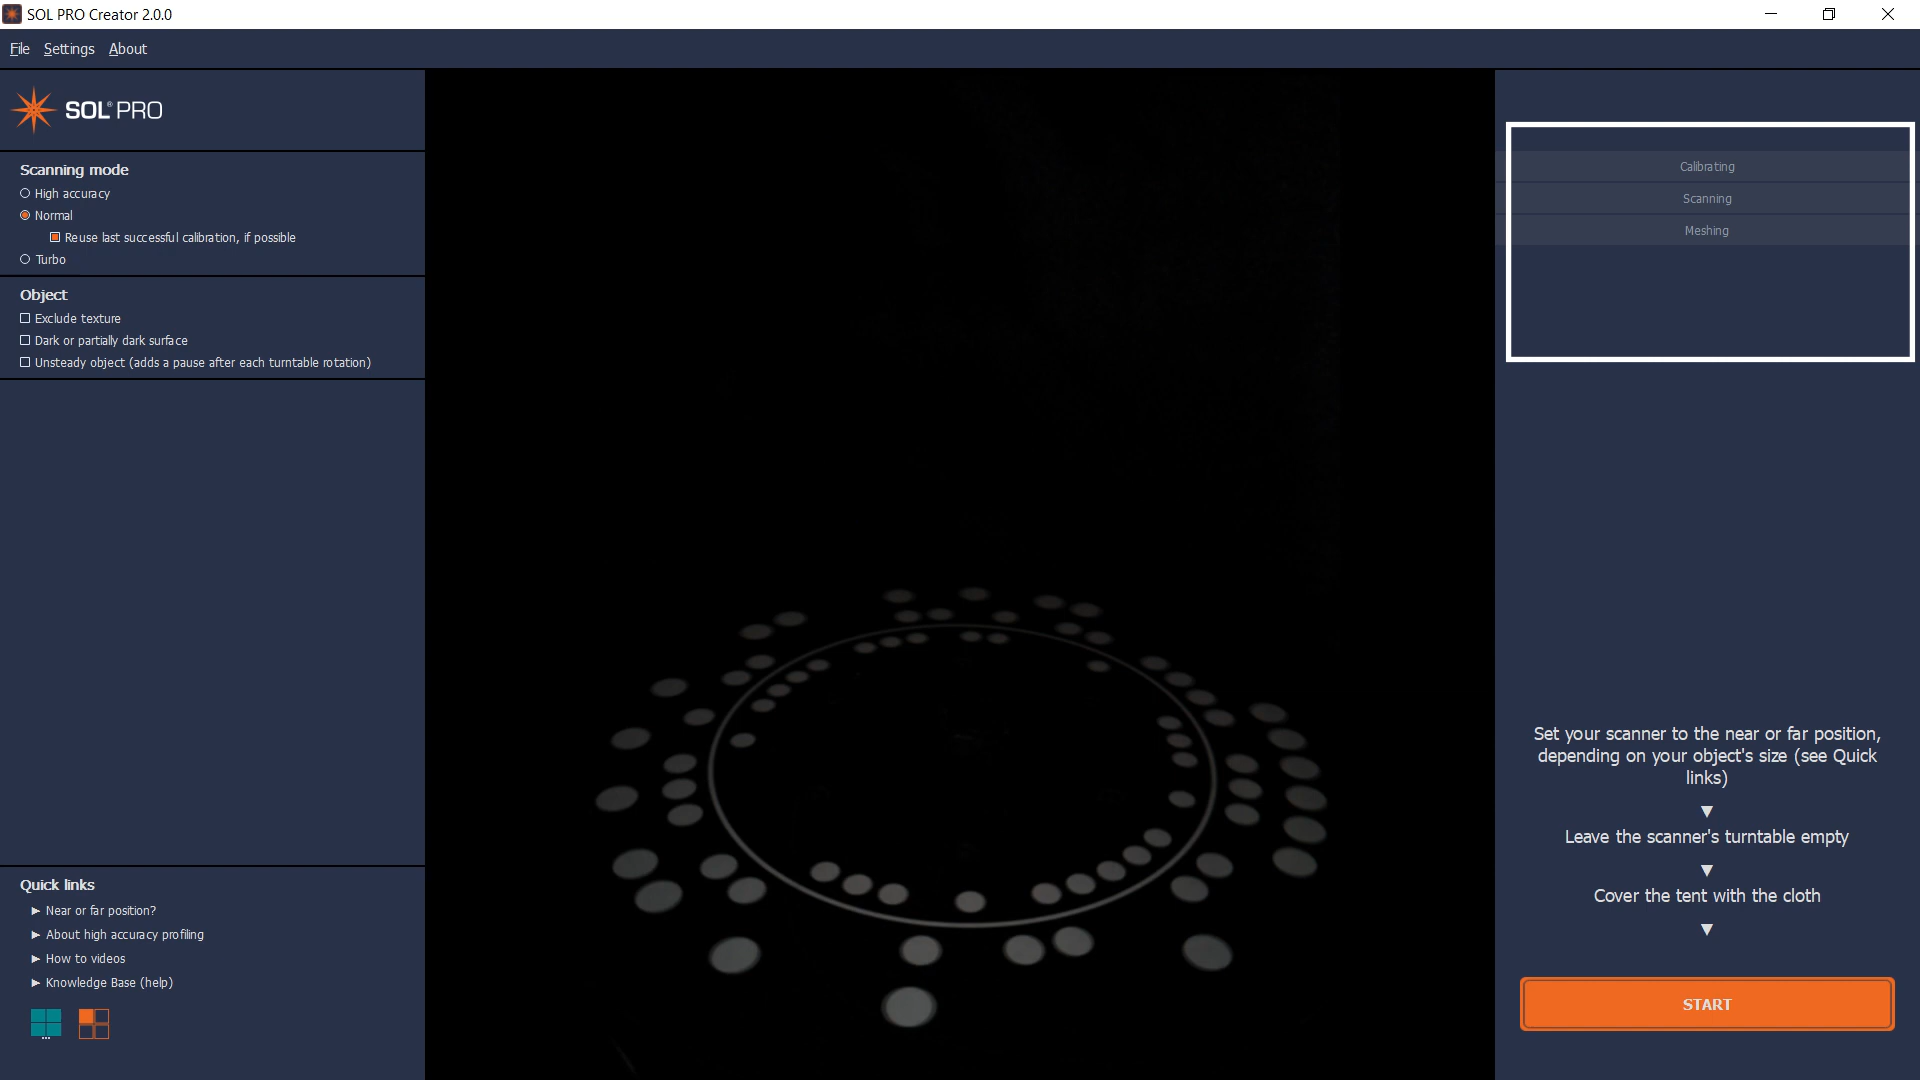 SOL PRO Creator 2.0.0
File Settings About
SOL® PRO
Scanning mode
High accuracy
Normal
Reuse last successful calibration, if possible
Turbo
Object
Exclude texture
Dark or partially dark surface
Unsteady object (adds a pause after each turntable rotation)
Quick links
► Near or far position?
► About high accuracy profiling
► How to videos
► Knowledge Base (help)
Calibrating
Scanning
Meshing
Set your scanner to the near or far position,
depending on your object's size (see Quick
links)
▼
Leave the scanner's turntable empty
▼
Cover the tent with the cloth
▼
START